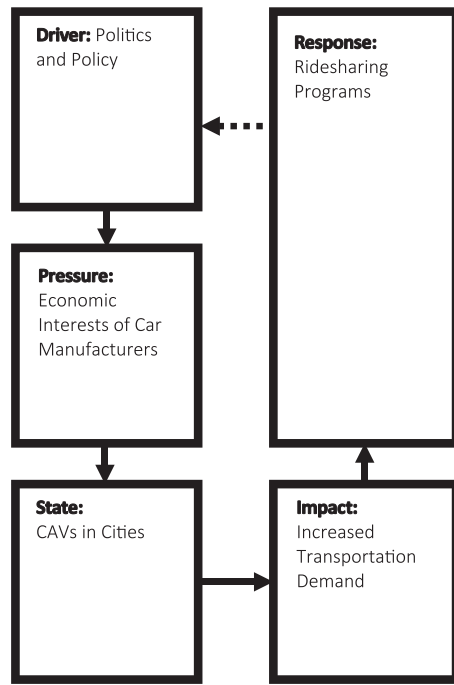 Driver: Politics
and Policy
Response:
Ridesharing
Programs
Pressure:
Economic
Interests of Car
Manufacturers
State:
CAVs in Cities
Impact:
Increased
Transportation
Demand